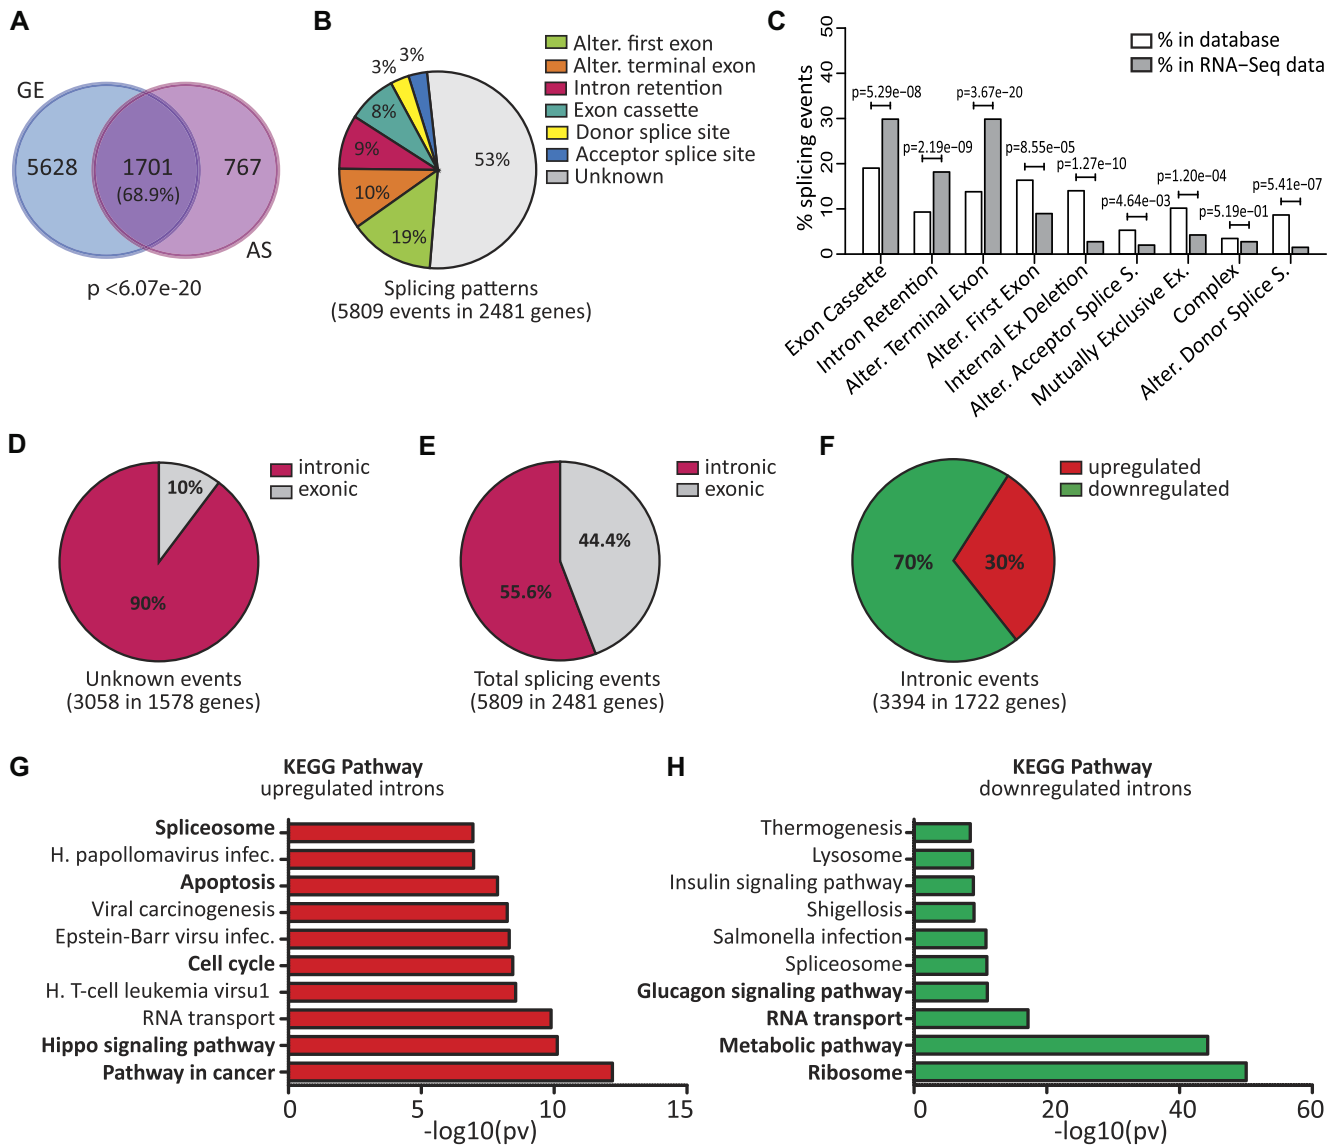 A
GE
5628
1701
(68.9%)
767
AS
p <6.07e-20
B
3%
3%
8%
9%
10%
19%
53%
Alter. first exon
Alter. terminal exon
Intron retention
Exon cassette
Donor splice site
Acceptor splice site
Unknown
Splicing patterns
(5809 events in 2481 genes)
C
% splicing events
50
40
30
20
10
0
% in database
% in RNA–Seq data
p=5.29e–08
p=2.19e–09
p=3.67e–20
p=8.55e–05
p=1.27e–10
p=4.64e–03
p=1.20e–04
p=5.19e–01
p=5.41e–07
Exon Cassette
Intron Retention
Alter. Terminal Exon
Alter. First Exon
Internal Ex Deletion
Alter. Acceptor Splice S.
Mutually Exclusive Ex.
Complex
Alter. Donor Splice S.
D
10%
90%
intronic
exonic
Unknown events
(3058 in 1578 genes)
E
44.4%
55.6%
intronic
exonic
Total splicing events
(5809 in 2481 genes)
F
70%
30%
upregulated
downregulated
Intronic events
(3394 in 1722 genes)
G
KEGG Pathway
upregulated introns
Spliceosome
H. papollomavirus infec.
Apoptosis
Viral carcinogenesis
Epstein-Barr virsu infec.
Cell cycle
H. T-cell leukemia virsu1
RNA transport
Hippo signaling pathway
Pathway in cancer
0 5 10 15
-log10(pv)
H
KEGG Pathway
downregulated introns
Thermogenesis
Lysosome
Insulin signaling pathway
Shigellosis
Salmonella infection
Spliceosome
Glucagon signaling pathway
RNA transport
Metabolic pathway
Ribosome
0 20 40 60
-log10(pv)